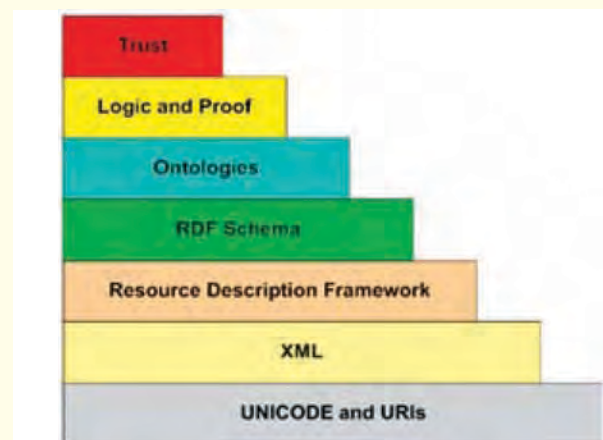 Trust
Logic and Proof
Ontologies
RDF Schema
Resource Description Framework
XML
UNICODE and URIs